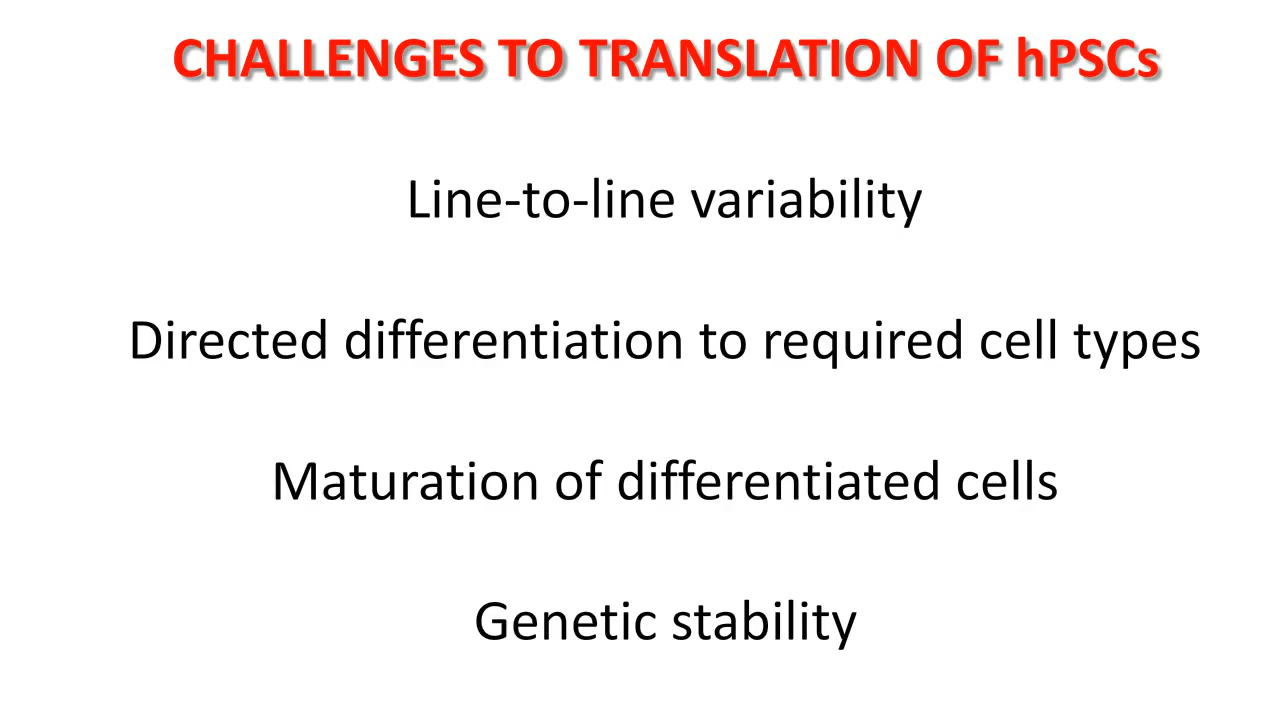 CHALLENGES TO TRANSLATION OF hPSCs
Line-to-line variability
Directed differentiation to required cell types
Maturation of differentiated cells
Genetic stability